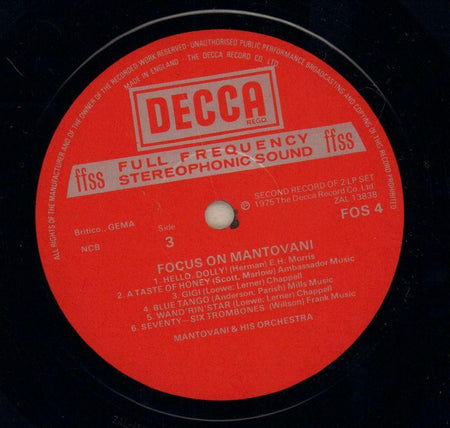 ALL RIGHTS OF THE MANUFACTURER AND OF THE OWNER OF THE RECORDED WORK RESERVED · UNAUTHORISED PUBLIC PERFORMANCE BROADCASTING AND COPYING OF THIS RECORD PROHIBITED
MADE IN ENGLAND · THE DECCA RECORD CO. LTD.
DECCA
REGD.
ffss FULL FREQUENCY ffss
STEREOPHONIC SOUND
SECOND RECORD OF 2 LP SET
℗ 1975 The Decca Record Co. Ltd.
ZAL 13838
FOS 4
Britico., GEMA
NCB
Side
3
FOCUS ON MANTOVANI
1. HELLO, DOLLY! (Herman) E.H. Morris
2. A TASTE OF HONEY (Scott, Marlow) Ambassador Music
3. GIGI (Loewe; Lerner) Chappell
4. BLUE TANGO (Anderson, Parish) Mills Music
5. WAND'RIN' STAR (Loewe; Lerner) Chappell
6. SEVENTY - SIX TROMBONES (Willson) Frank Music
MANTOVANI & HIS ORCHESTRA